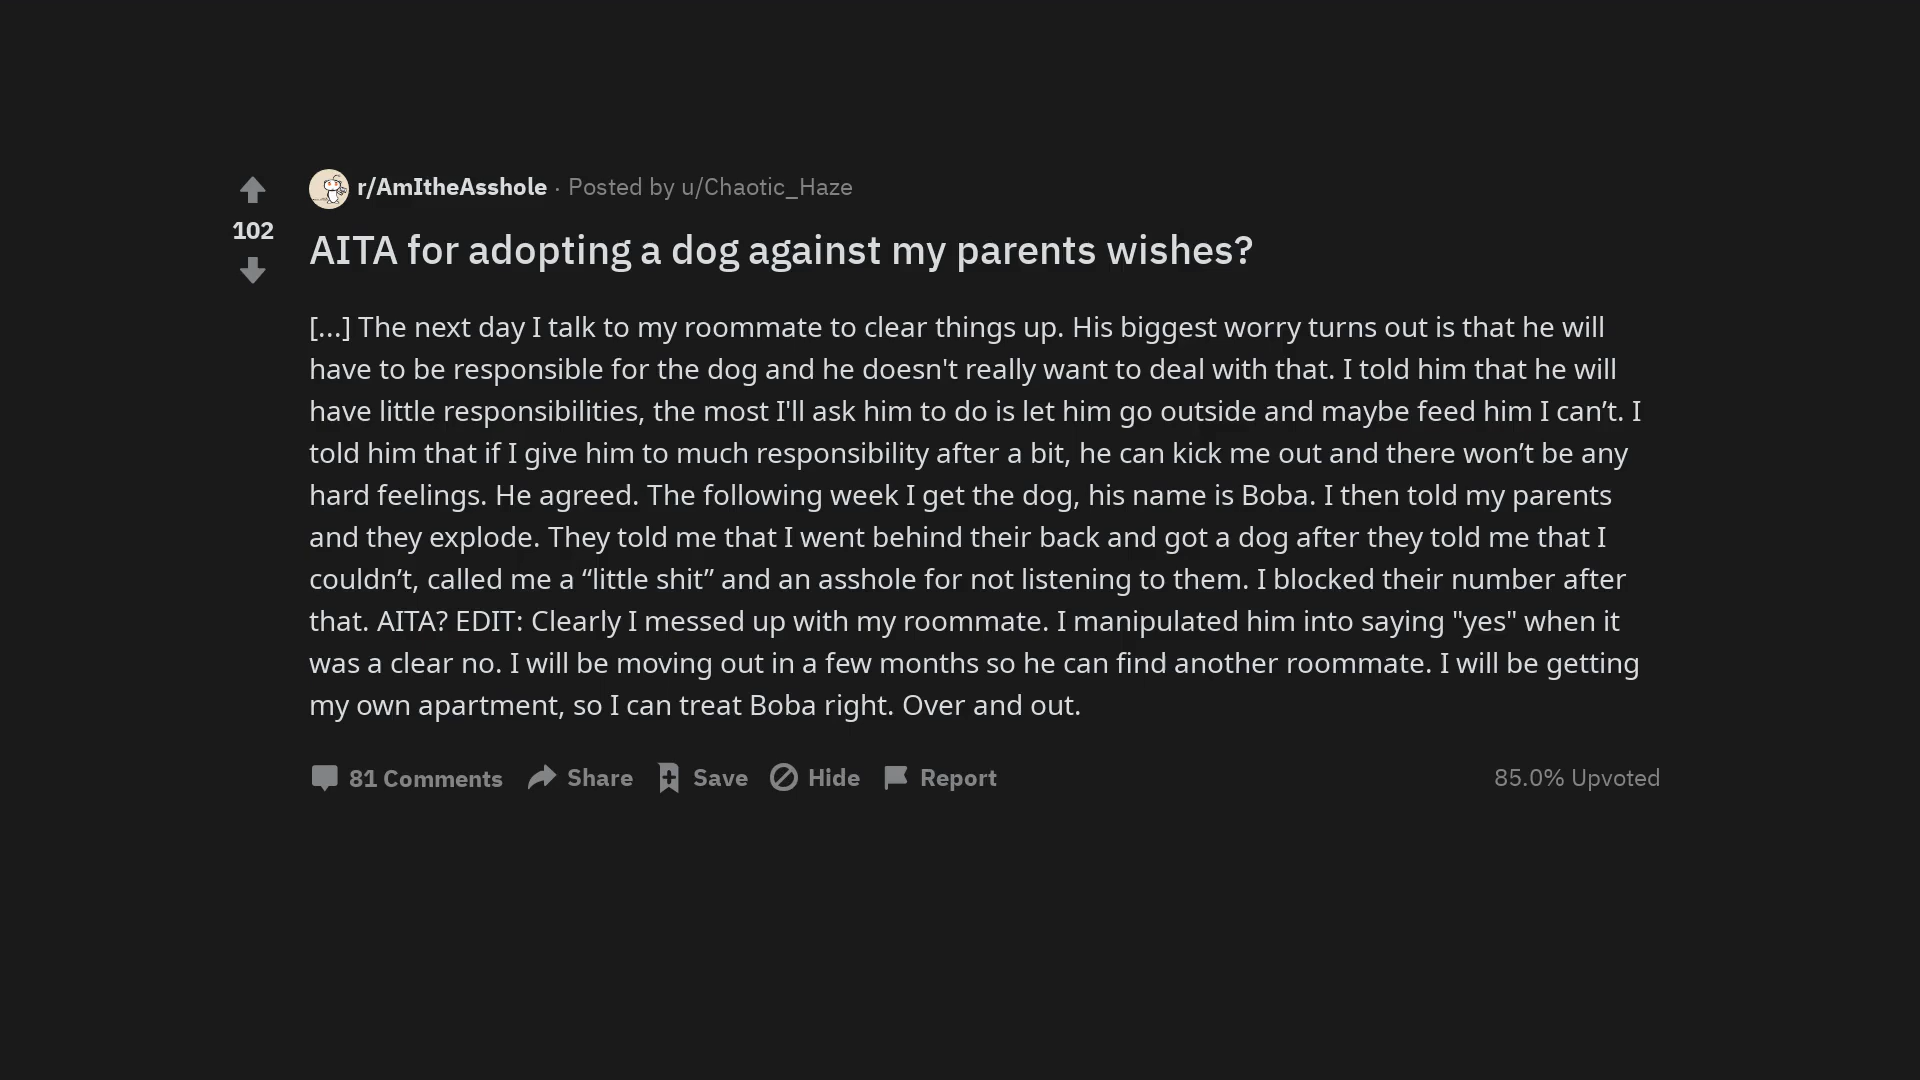 r/AmItheAsshole · Posted by u/Chaotic_Haze
102
AITA for adopting a dog against my parents wishes?
[...] The next day I talk to my roommate to clear things up. His biggest worry turns out is that he will
have to be responsible for the dog and he doesn't really want to deal with that. I told him that he will
have little responsibilities, the most I'll ask him to do is let him go outside and maybe feed him I can’t. I
told him that if I give him to much responsibility after a bit, he can kick me out and there won’t be any
hard feelings. He agreed. The following week I get the dog, his name is Boba. I then told my parents
and they explode. They told me that I went behind their back and got a dog after they told me that I
couldn’t, called me a “little shit” and an asshole for not listening to them. I blocked their number after
that. AITA? EDIT: Clearly I messed up with my roommate. I manipulated him into saying "yes" when it
was a clear no. I will be moving out in a few months so he can find another roommate. I will be getting
my own apartment, so I can treat Boba right. Over and out.
81 Comments Share Save Hide Report 85.0% Upvoted